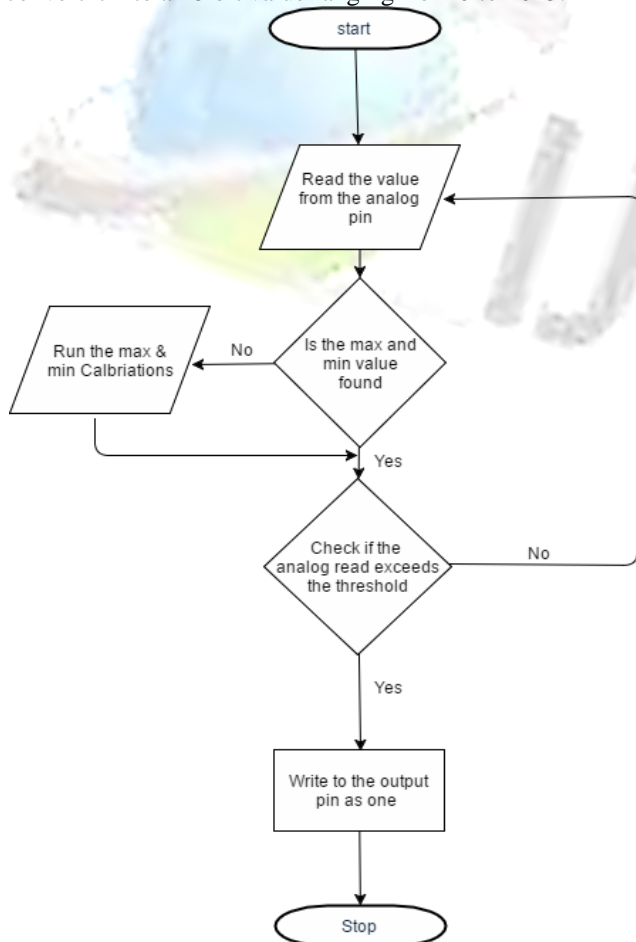 start
Read the value
from the analog
pin
Is the max and
min value
found
No
Run the max &
min Calbriations
Yes
Check if the
analog read exceeds
the threshold
No
Yes
Write to the output
pin as one
Stop